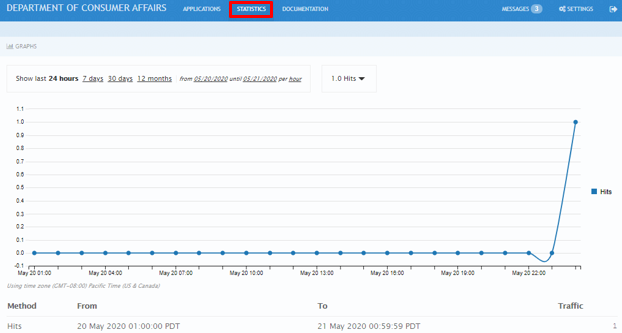 DEPARTMENT OF CONSUMER AFFAIRS APPLICATIONS STATISTICS DOCUMENTATION MESSAGES 3 SETTINGS
GRAPHS
Show last 24 hours 7 days 30 days 12 months from 05/20/2020 until 05/21/2020 per hour 1.0 Hits
1.1
1.0
0.9
0.8
0.7
0.6
0.5
0.4
0.3
0.2
0.1
0.0
-0.1
Hits
May 20 01:00 May 20 04:00 May 20 07:00 May 20 10:00 May 20 13:00 May 20 16:00 May 20 19:00 May 20 22:00
Using time zone (GMT-08:00) Pacific Time (US & Canada)
Method From To Traffic
Hits 20 May 2020 01:00:00 PDT 21 May 2020 00:59:59 PDT 1